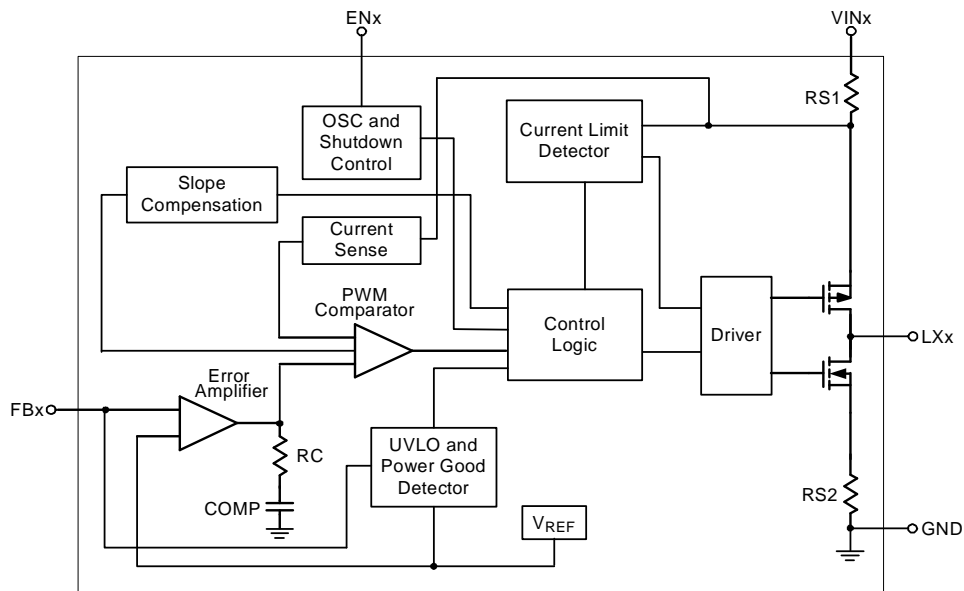 ENx
VINx
RS1
OSC and
Shutdown
Control
Current Limit
Detector
Slope
Compensation
Current
Sense
PWM
Comparator
Control
Logic
Driver
LXx
Error
Amplifier
FBx
RC
UVLO and
Power Good
Detector
COMP
RS2
VREF
GND